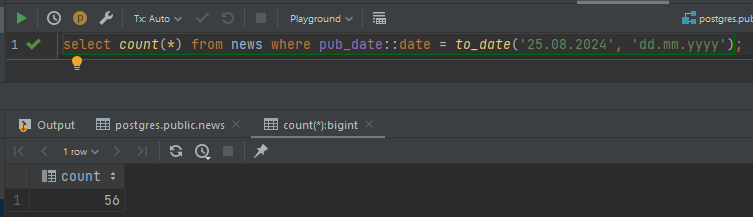 Tx: Auto Playground postgres.pub
1 select count(*) from news where pub_date::date = to_date('25.08.2024', 'dd.mm.yyyy');
Output postgres.public.news count(*):bigint
1 row
count
1 56